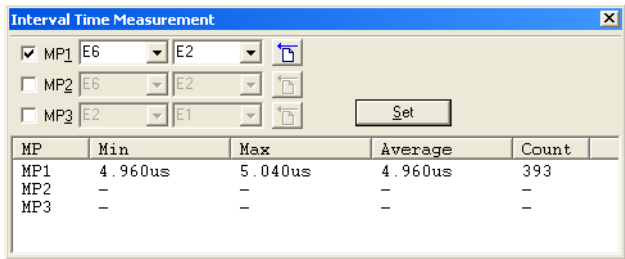 Interval Time Measurement
MP1 E6 E2
MP2 E6 E2
MP3 E2 E1 Set
MP Min Max Average Count
MP1 4.960us 5.040us 4.960us 393
MP2 – – – –
MP3 – – – –